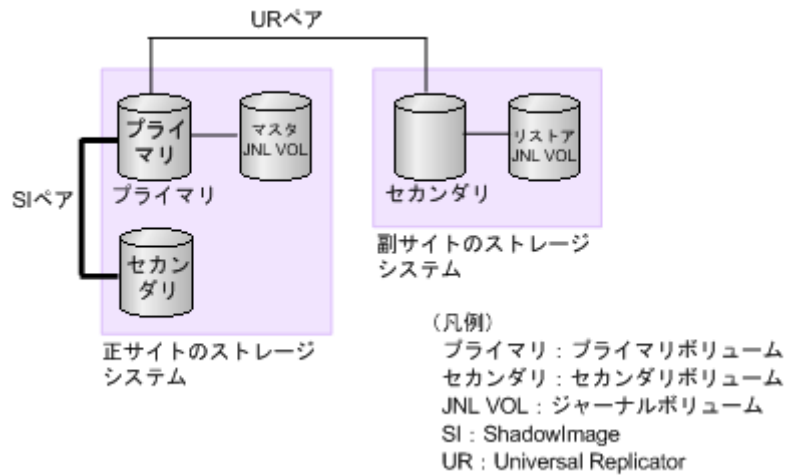 URペア
プライ
マリ
マスタ
JNL VOL
リストア
JNL VOL
SIペア
プライマリ
セカンダリ
セカン
ダリ
副サイトのストレージ
システム
正サイトのストレージ
システム
（凡例）
プライマリ：プライマリボリューム
セカンダリ：セカンダリボリューム
JNL VOL：ジャーナルボリューム
SI：ShadowImage
UR：Universal Replicator